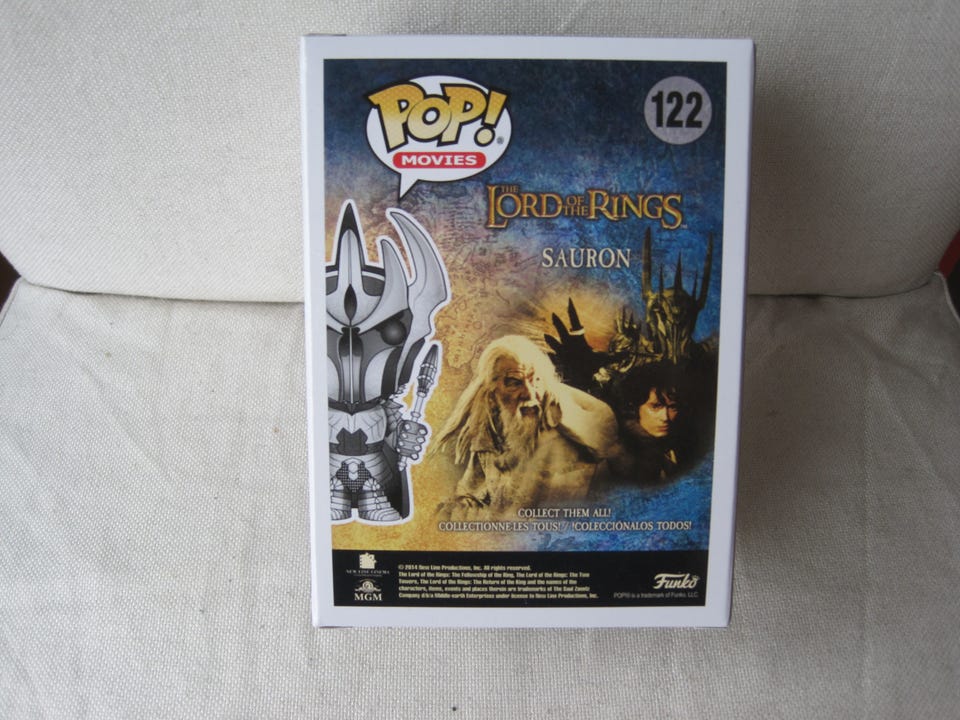 POP!
MOVIES
122
THE
LORD OF THE RINGS
SAURON
COLLECT THEM ALL!
COLLECTIONNE-LES TOUS! / !COLECCIÓNALOS TODOS!
NEW LINE CINEMA
MGM
© 2014 New Line Productions, Inc. All rights reserved.
The Lord of the Rings: The Fellowship of the Ring, The Lord of the Rings: The Two
Towers, The Lord of the Rings: The Return of the King and the names of the
characters, items, events and places therein are trademarks of The Saul Zaentz
Company d/b/a Middle-earth Enterprises under license to New Line Productions, Inc.
Funko
POP!® is a trademark of Funko, LLC